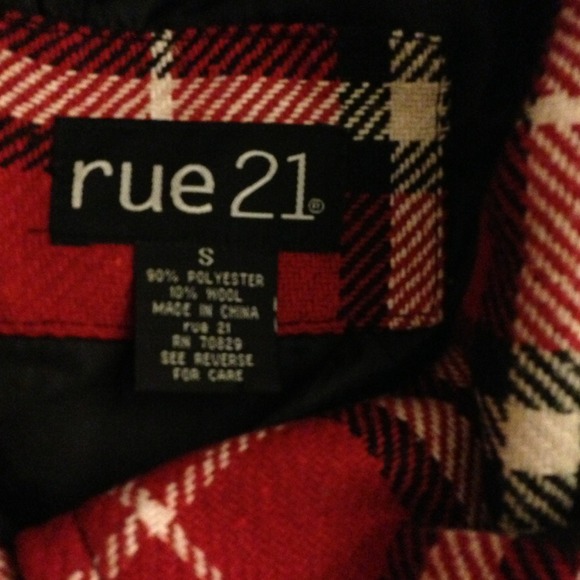 rue21®
S
90% POLYESTER
10% WOOL
MADE IN CHINA
rue 21
RN 70829
SEE REVERSE
FOR CARE